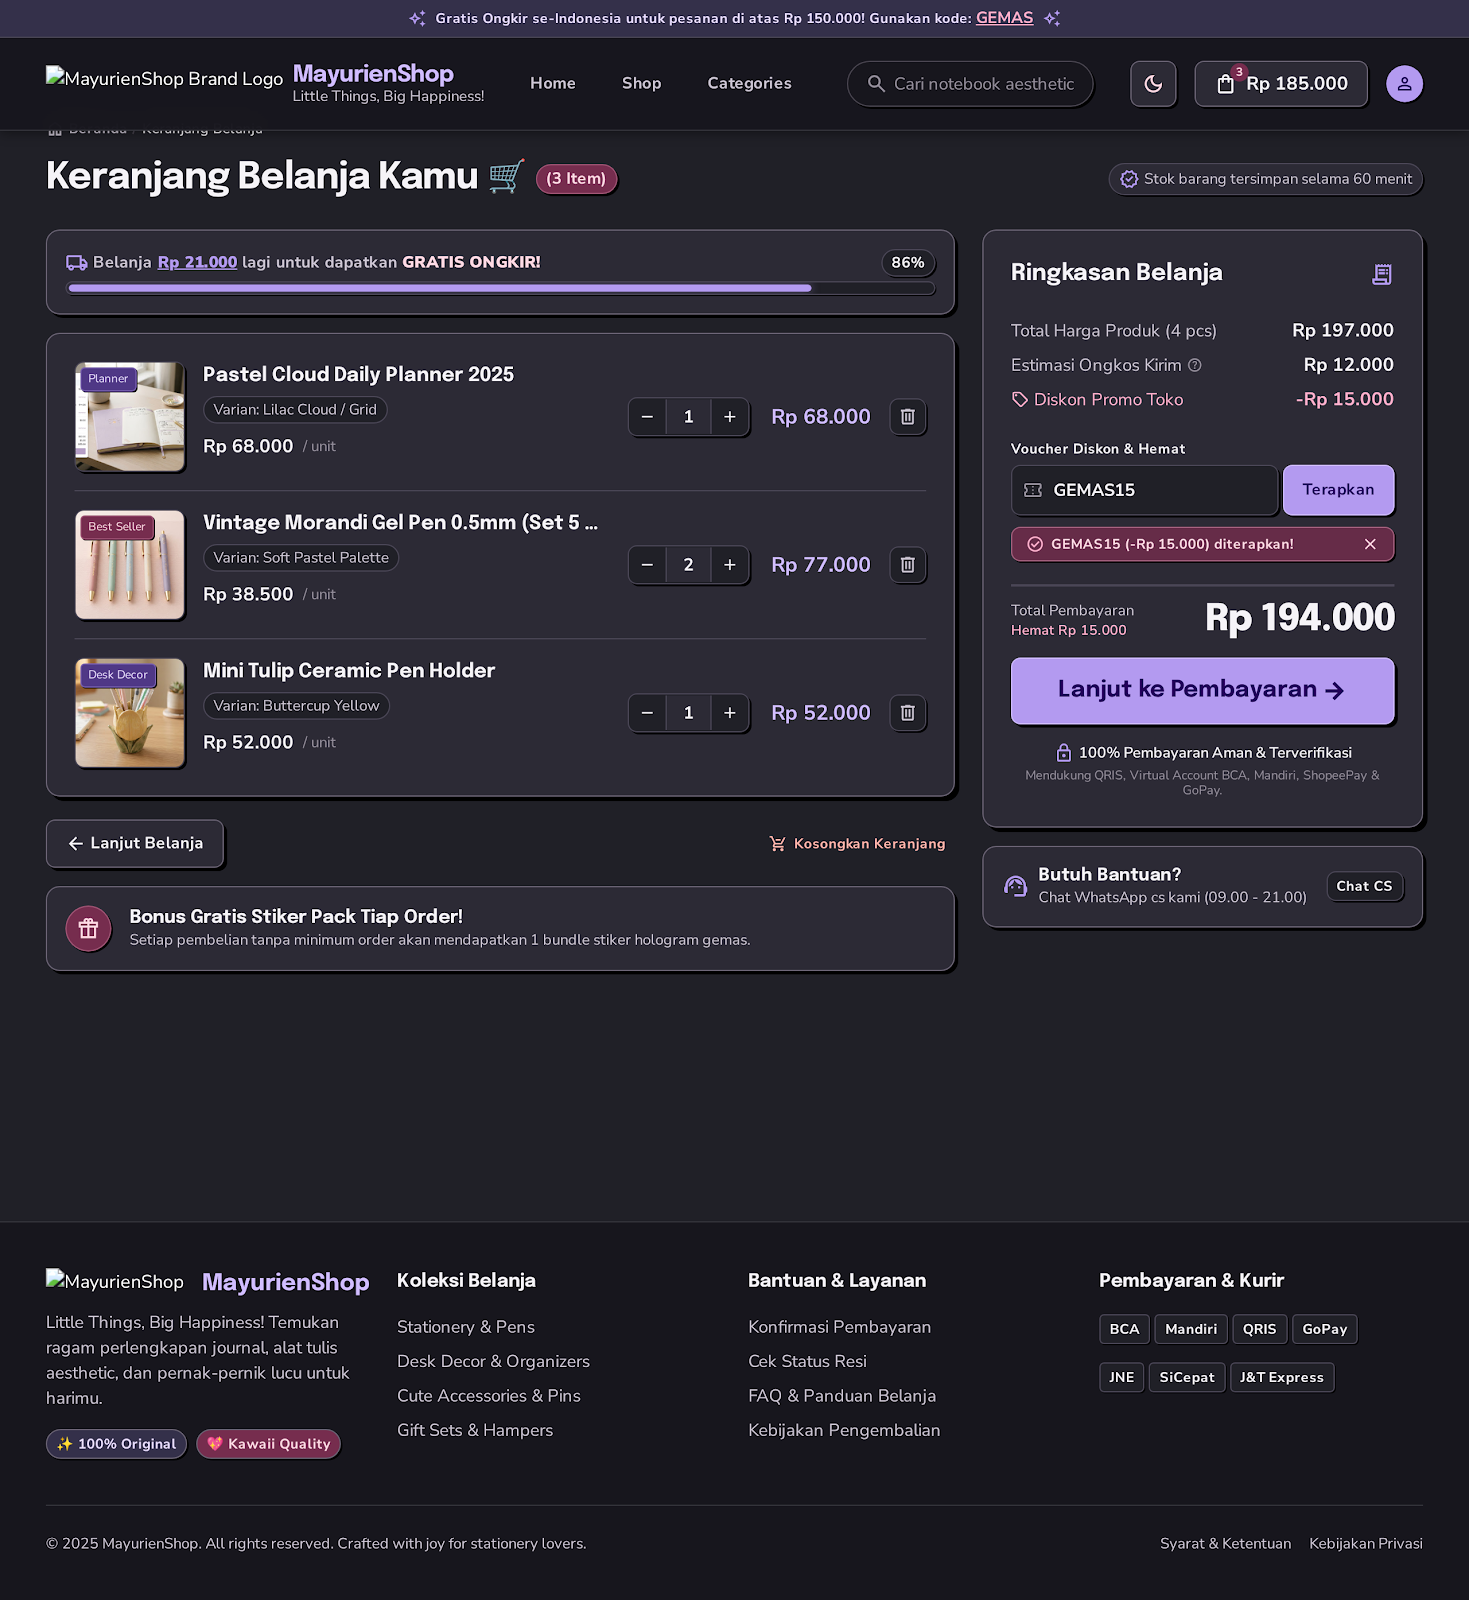 Gratis Ongkir se-Indonesia untuk pesanan di atas Rp 150.000! Gunakan kode: GEMAS
MayurienShop Brand Logo
MayurienShop
Little Things, Big Happiness!
Home
Shop
Categories
Cari notebook aesthetic
3
Rp 185.000
Beranda / Keranjang Belanja
Keranjang Belanja Kamu 🛒 (3 Item)
Stok barang tersimpan selama 60 menit
Belanja Rp 21.000 lagi untuk dapatkan GRATIS ONGKIR!
86%
Planner
Pastel Cloud Daily Planner 2025
Varian: Lilac Cloud / Grid
Rp 68.000 / unit
− 1 +
Rp 68.000
Best Seller
Vintage Morandi Gel Pen 0.5mm (Set 5 ...
Varian: Soft Pastel Palette
Rp 38.500 / unit
− 2 +
Rp 77.000
Desk Decor
Mini Tulip Ceramic Pen Holder
Varian: Buttercup Yellow
Rp 52.000 / unit
− 1 +
Rp 52.000
← Lanjut Belanja
Kosongkan Keranjang
Bonus Gratis Stiker Pack Tiap Order!
Setiap pembelian tanpa minimum order akan mendapatkan 1 bundle stiker hologram gemas.
Ringkasan Belanja
Total Harga Produk (4 pcs) Rp 197.000
Estimasi Ongkos Kirim Rp 12.000
Diskon Promo Toko -Rp 15.000
Voucher Diskon & Hemat
GEMAS15
Terapkan
GEMAS15 (-Rp 15.000) diterapkan!
Total Pembayaran
Hemat Rp 15.000
Rp 194.000
Lanjut ke Pembayaran →
100% Pembayaran Aman & Terverifikasi
Mendukung QRIS, Virtual Account BCA, Mandiri, ShopeePay &
GoPay.
Butuh Bantuan?
Chat WhatsApp cs kami (09.00 - 21.00)
Chat CS
MayurienShop
MayurienShop
Little Things, Big Happiness! Temukan
ragam perlengkapan journal, alat tulis
aesthetic, dan pernak-pernik lucu untuk
harimu.
✨ 100% Original
💖 Kawaii Quality
Koleksi Belanja
Stationery & Pens
Desk Decor & Organizers
Cute Accessories & Pins
Gift Sets & Hampers
Bantuan & Layanan
Konfirmasi Pembayaran
Cek Status Resi
FAQ & Panduan Belanja
Kebijakan Pengembalian
Pembayaran & Kurir
BCA Mandiri QRIS GoPay
JNE SiCepat J&T Express
© 2025 MayurienShop. All rights reserved. Crafted with joy for stationery lovers.
Syarat & Ketentuan
Kebijakan Privasi